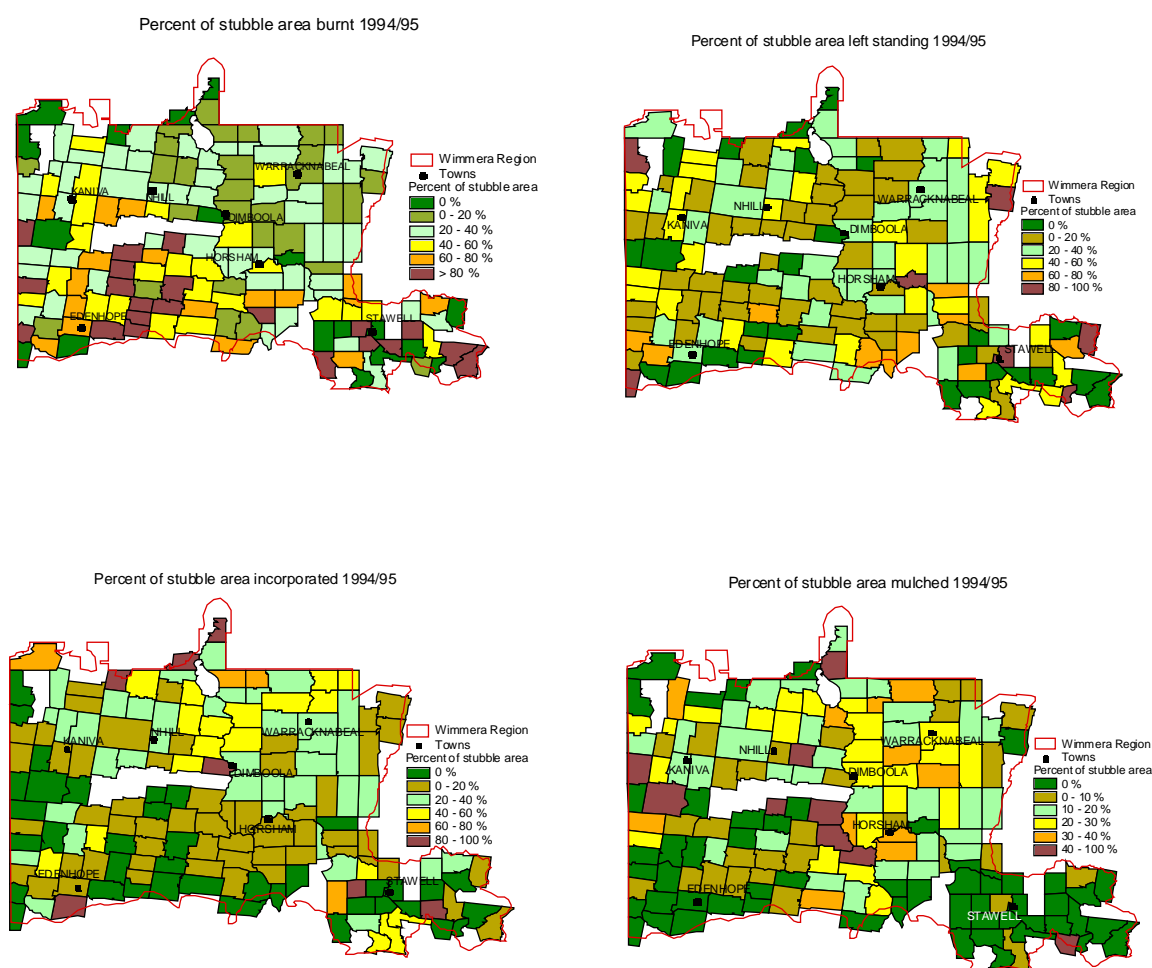 Percent of stubble area burnt 1994/95
WARRACKNABEAL
KANIVA
NHILL
DIMBOOLA
HORSHAM
EDENHOPE
STAWELL
Wimmera Region
Towns
Percent of stubble area
0 %
0 - 20 %
20 - 40 %
40 - 60 %
60 - 80 %
> 80 %
Percent of stubble area left standing 1994/95
WARRACKNABEAL
NHILL
KANIVA
DIMBOOLA
HORSHAM
EDENHOPE
STAWELL
Wimmera Region
Towns
Percent of stubble area
0 %
0 - 20 %
20 - 40 %
40 - 60 %
60 - 80 %
80 - 100 %
Percent of stubble area incorporated 1994/95
WARRACKNABEAL
NHILL
KANIVA
DIMBOOLA
HORSHAM
EDENHOPE
STAWELL
Wimmera Region
Towns
Percent of stubble area
0 %
0 - 20 %
20 - 40 %
40 - 60 %
60 - 80 %
80 - 100 %
Percent of stubble area mulched 1994/95
WARRACKNABEAL
NHILL
KANIVA
DIMBOOLA
HORSHAM
EDENHOPE
STAWELL
Wimmera Region
Towns
Percent of stubble area
0 %
0 - 10 %
10 - 20 %
20 - 30 %
30 - 40 %
40 - 100 %